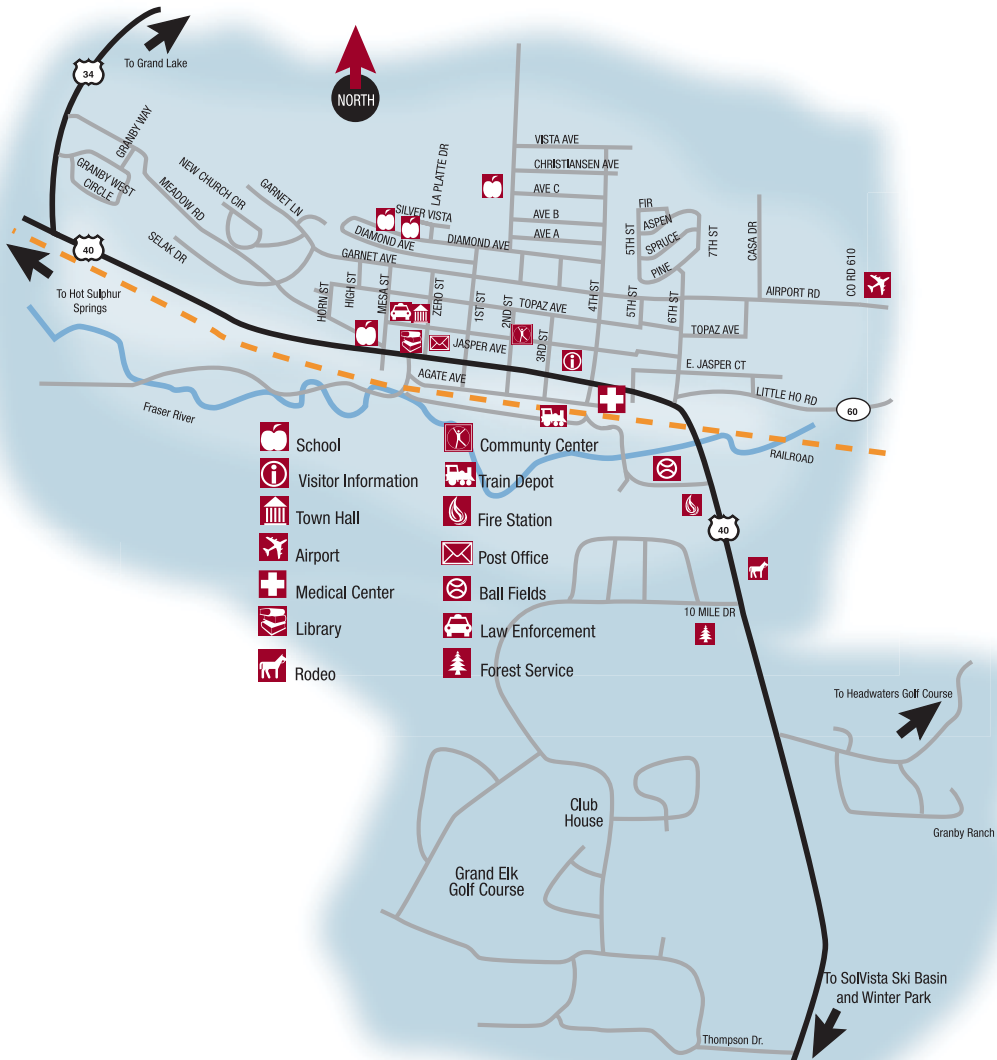 To Grand Lake
34
NORTH
GRANBY WAY
GRANBY WEST
CIRCLE
MEADOW RD
NEW CHURCH CIR
GARNET LN
LA PLATTE DR
SILVER VISTA
DIAMOND AVE
DIAMOND AVE
GARNET AVE
VISTA AVE
CHRISTIANSEN AVE
AVE C
AVE B
AVE A
FIR
ASPEN
SPRUCE
PINE
5TH ST
7TH ST
CASA DR
CO RD 610
AIRPORT RD
40
To Hot Sulphur
Springs
SELAK DR
HORN ST
HIGH ST
MESA ST
ZERO ST
1ST ST
2ND ST
3RD ST
4TH ST
5TH ST
6TH ST
TOPAZ AVE
TOPAZ AVE
JASPER AVE
E. JASPER CT
AGATE AVE
LITTLE HO RD
60
Fraser River
RAILROAD
School
Visitor Information
Town Hall
Airport
Medical Center
Library
Rodeo
Communty Center
Train Depot
Fire Station
Post Office
Ball Fields
Law Enforcement
Forest Service
40
10 MILE DR
To Headwaters Golf Course
Granby Ranch
Club
House
Grand Elk
Golf Course
To SolVista Ski Basin
and Winter Park
Thompson Dr.